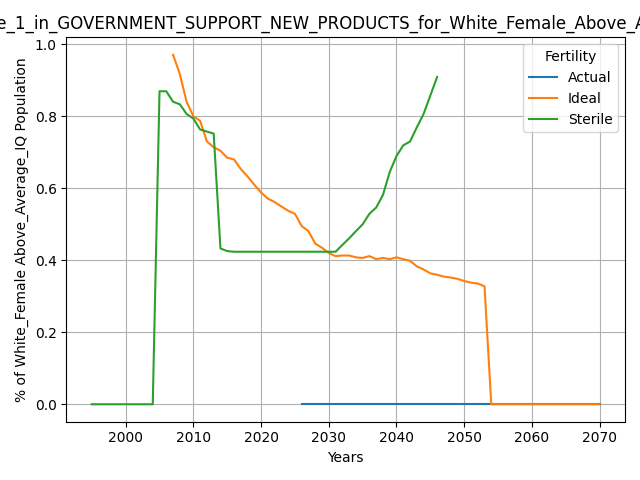 e_1_in_GOVERNMENT_SUPPORT_NEW_PRODUCTS_for_White_Female_Above_A
Fertility
Actual
Ideal
Sterile
% of White_Female Above_Average_IQ Population
1.0
0.8
0.6
0.4
0.2
0.0
2000 2010 2020 2030 2040 2050 2060 2070
Years